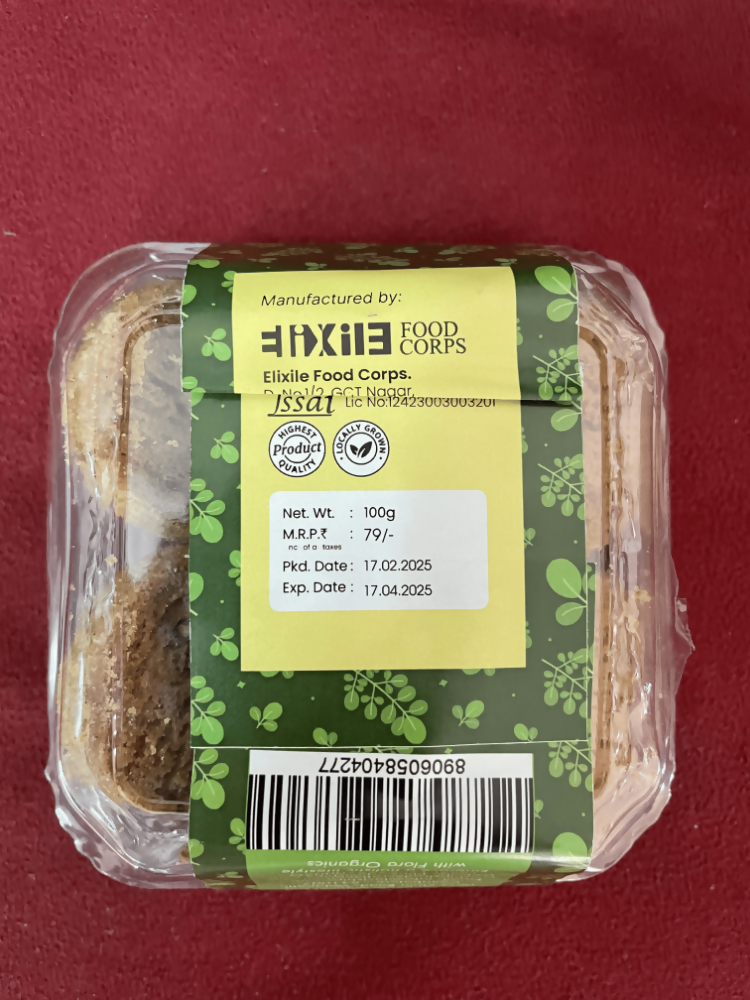 Manufactured by:
ELIXILE FOOD
CORPS
Elixile Food Corps.
D. No.1/2, GCT Nagar,
fssai Lic No:12423003003201
HIGHEST
Product
QUALITY
LOCALLY GROWN
Net. Wt. : 100g
M.R.P.₹ : 79/-
nc of a taxes
Pkd. Date : 17.02.2025
Exp. Date : 17.04.2025
8906058404277
with Flora Organics
lifestyle